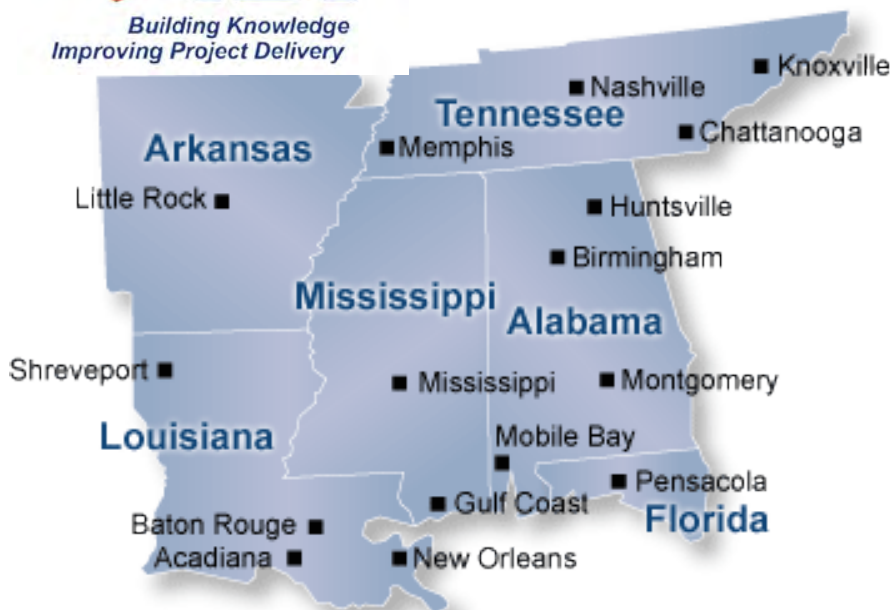 Building Knowledge
Improving Project Delivery
Knoxville
Nashville
Tennessee
Chattanooga
Memphis
Arkansas
Little Rock
Huntsville
Birmingham
Mississippi
Alabama
Shreveport
Mississippi
Montgomery
Louisiana
Mobile Bay
Pensacola
Gulf Coast
Florida
Baton Rouge
Acadiana
New Orleans